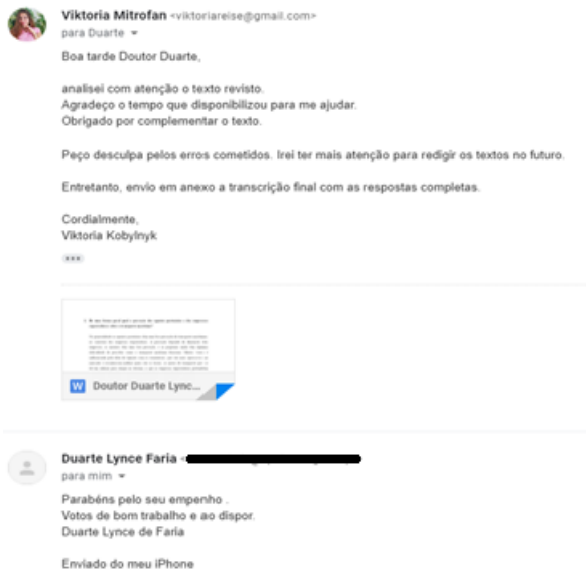 Viktoria Mitrofan <viktoriareise@gmail.com>
para Duarte
Boa tarde Doutor Duarte,
analisei com atenção o texto revisto.
Agradeço o tempo que disponibilizou para me ajudar.
Obrigado por complementar o texto.
Peço desculpa pelos erros cometidos. Irei ter mais atenção para redigir os textos no futuro.
Entretanto, envio em anexo a transcrição final com as respostas completas.
Cordialmente,
Viktoria Kobylnyk
W Doutor Duarte Lync...
Duarte Lynce Faria
para mim
Parabéns pelo seu empenho .
Votos de bom trabalho e ao dispor.
Duarte Lynce de Faria
Enviado do meu iPhone